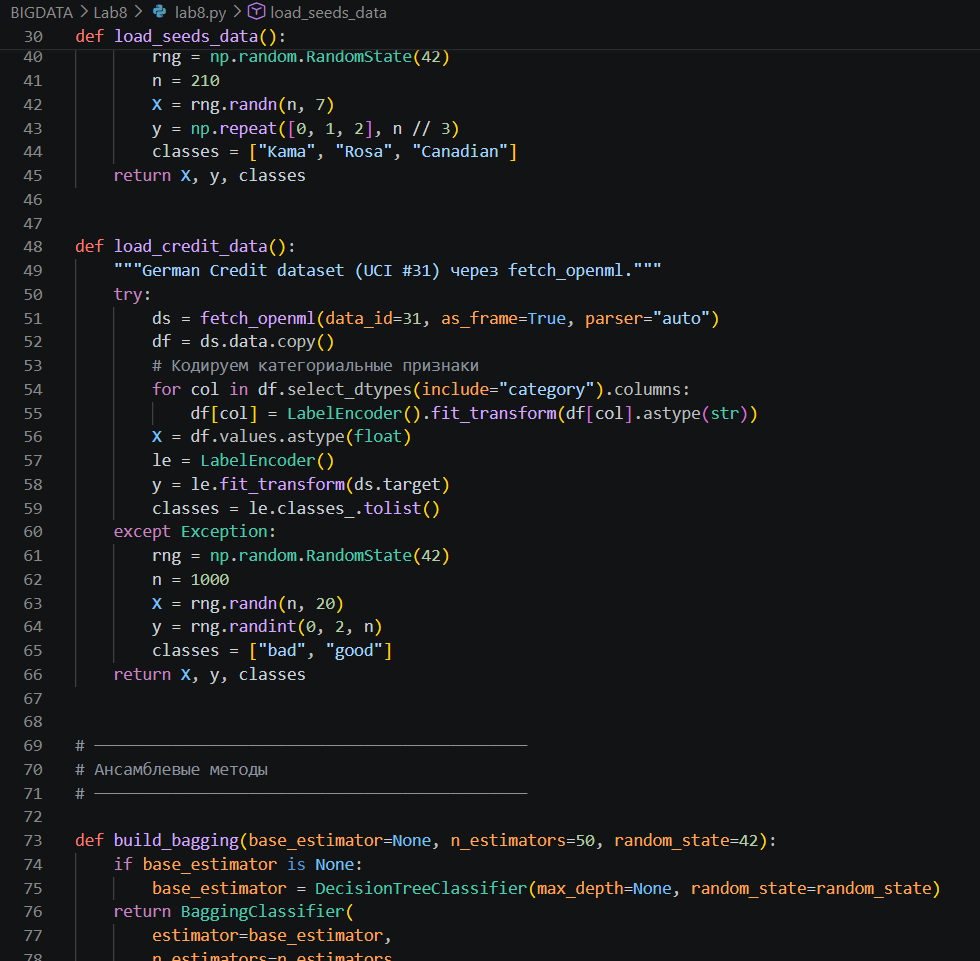 BIGDATA > Lab8 > lab8.py > load_seeds_data
30 def load_seeds_data():
40 rng = np.random.RandomState(42)
41 n = 210
42 X = rng.randn(n, 7)
43 y = np.repeat([0, 1, 2], n // 3)
44 classes = ["Kama", "Rosa", "Canadian"]
45 return X, y, classes
46
47
48 def load_credit_data():
49 """German Credit dataset (UCI #31) через fetch_openml."""
50 try:
51 ds = fetch_openml(data_id=31, as_frame=True, parser="auto")
52 df = ds.data.copy()
53 # Кодируем категориальные признаки
54 for col in df.select_dtypes(include="category").columns:
55 df[col] = LabelEncoder().fit_transform(df[col].astype(str))
56 X = df.values.astype(float)
57 le = LabelEncoder()
58 y = le.fit_transform(ds.target)
59 classes = le.classes_.tolist()
60 except Exception:
61 rng = np.random.RandomState(42)
62 n = 1000
63 X = rng.randn(n, 20)
64 y = rng.randint(0, 2, n)
65 classes = ["bad", "good"]
66 return X, y, classes
67
68
69 # ─────────────────────────────────────────────
70 # Ансамблевые методы
71 # ─────────────────────────────────────────────
72
73 def build_bagging(base_estimator=None, n_estimators=50, random_state=42):
74 if base_estimator is None:
75 base_estimator = DecisionTreeClassifier(max_depth=None, random_state=random_state)
76 return BaggingClassifier(
77 estimator=base_estimator,
78 n_estimators=n_estimators,